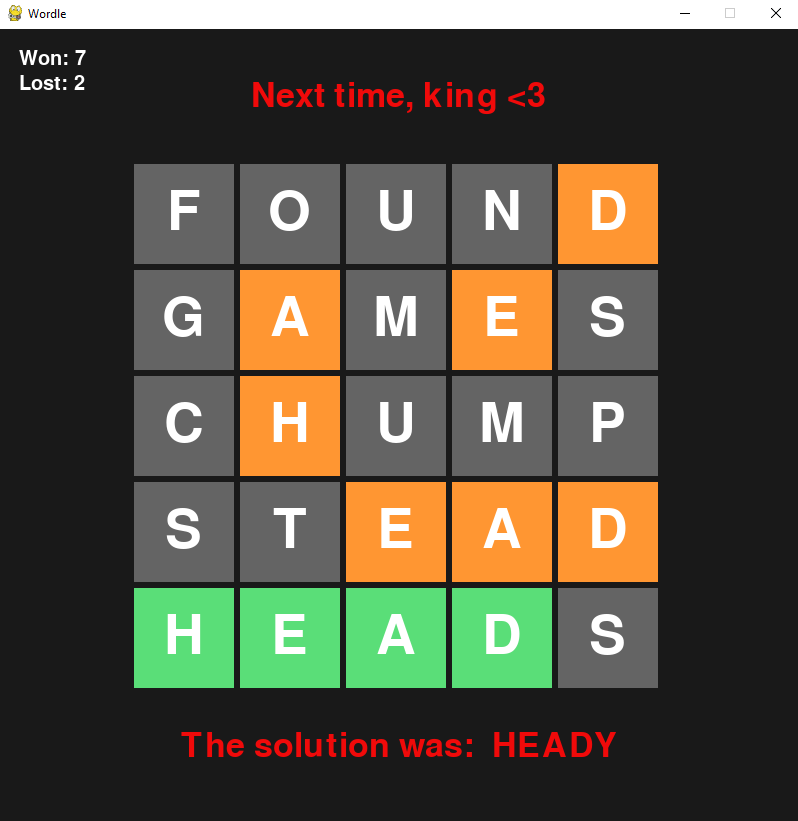 Wordle
Won: 7
Lost: 2
Next time, king <3
F O U N D
G A M E S
C H U M P
S T E A D
H E A D S
The solution was: HEADY